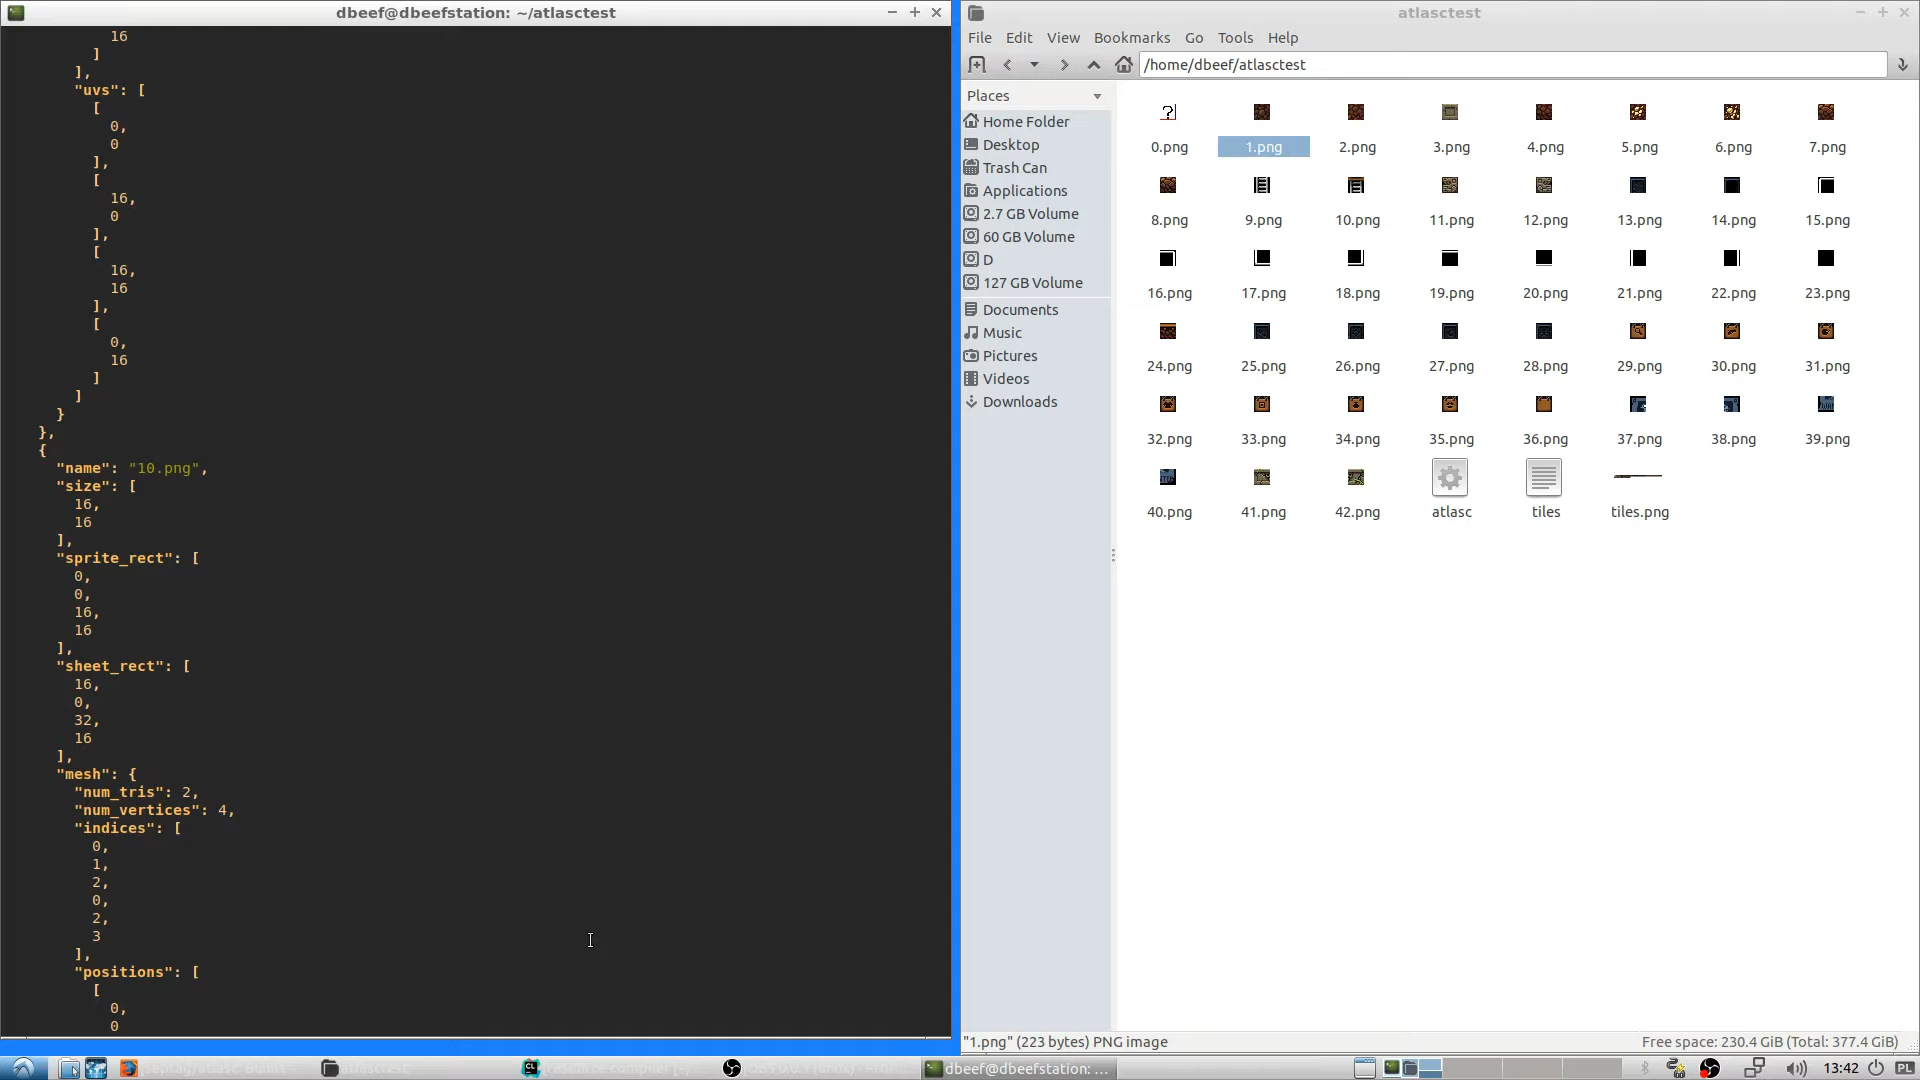 dbeef@dbeefstation: ~/atlasctest
16
]
],
"uvs": [
[
0,
0
],
[
16,
0
],
[
16,
16
],
[
0,
16
]
]
}
},
{
"name": "10.png",
"size": [
16,
16
],
"sprite_rect": [
0,
0,
16,
16
],
"sheet_rect": [
16,
0,
32,
16
],
"mesh": {
"num_tris": 2,
"num_vertices": 4,
"indices": [
0,
1,
2,
0,
2,
3
],
"positions": [
[
0,
0
atlasctest
File Edit View Bookmarks Go Tools Help
/home/dbeef/atlasctest
Places
Home Folder
Desktop
Trash Can
Applications
2.7 GB Volume
60 GB Volume
D
127 GB Volume
Documents
Music
Pictures
Videos
Downloads
?
0.png 1.png 2.png 3.png 4.png 5.png 6.png 7.png
8.png 9.png 10.png 11.png 12.png 13.png 14.png 15.png
16.png 17.png 18.png 19.png 20.png 21.png 22.png 23.png
24.png 25.png 26.png 27.png 28.png 29.png 30.png 31.png
32.png 33.png 34.png 35.png 36.png 37.png 38.png 39.png
40.png 41.png 42.png atlasc tiles tiles.png
"1.png" (223 bytes) PNG image
Free space: 230.4 GiB (Total: 377.4 GiB)
CL
dbeef@dbeefstation: ...
13:42
PL